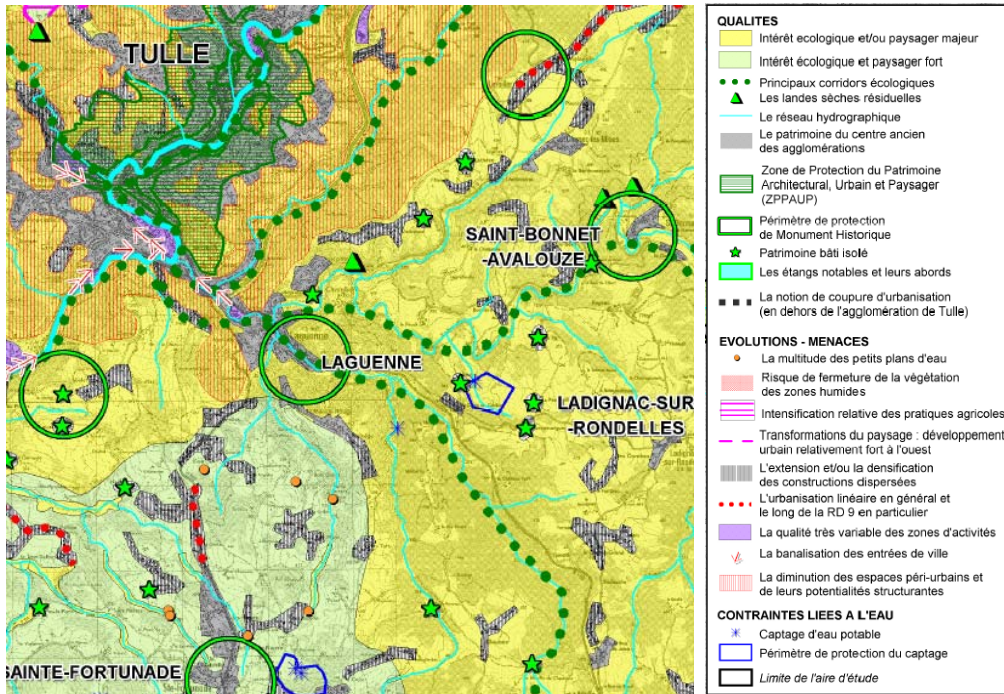 TULLE
SAINT-BONNET
-AVALOUZE
LAGUENNE
LADIGNAC-SUR
-RONDELLES
SAINTE-FORTUNADE
QUALITES
Intérêt ecologique et/ou paysager majeur
Intérêt ecologique et paysager fort
Principaux corridors écologiques
Les landes sèches résiduelles
Le réseau hydrographique
Le patrimoine du centre ancien
des agglomérations
Zone de Protection du Patrimoine
Architectural, Urbain et Paysager
(ZPPAUP)
Périmètre de protection
de Monument Historique
Patrimoine bâti isolé
Les étangs notables et leurs abords
La notion de coupure d'urbanisation
(en dehors de l'agglomération de Tulle)
EVOLUTIONS - MENACES
La multitude des petits plans d'eau
Risque de fermeture de la végétation
des zones humides
Intensification relative des pratiques agricoles
Transformations du paysage : développement
urbain relativement fort à l'ouest
L'extension et/ou la densification
des constructions dispersées
L'urbanisation linéaire en général et
le long de la RD 9 en particulier
La qualité très variable des zones d'activités
La banalisation des entrées de ville
La diminution des espaces péri-urbains et
de leurs potentialités structurantes
CONTRAINTES LIEES A L'EAU
Captage d'eau potable
Périmètre de protection du captage
Limite de l'aire d'étude